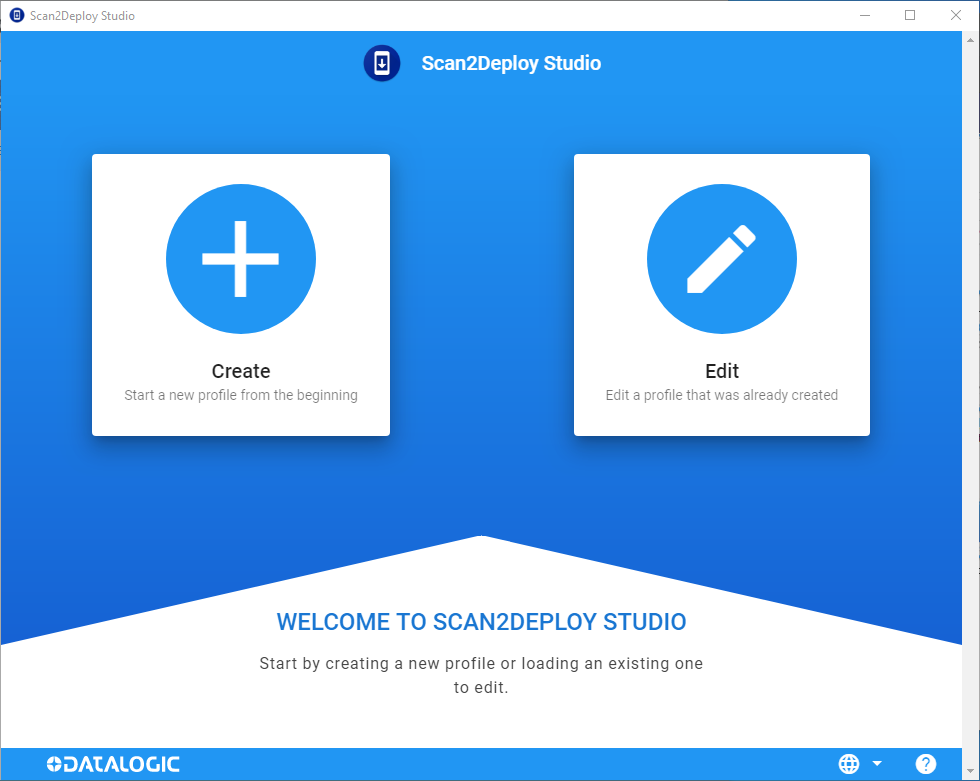 Scan2Deploy Studio
Scan2Deploy Studio
Create
Start a new profile from the beginning
Edit
Edit a profile that was already created
WELCOME TO SCAN2DEPLOY STUDIO
Start by creating a new profile or loading an existing one
to edit.
DATALOGIC
?